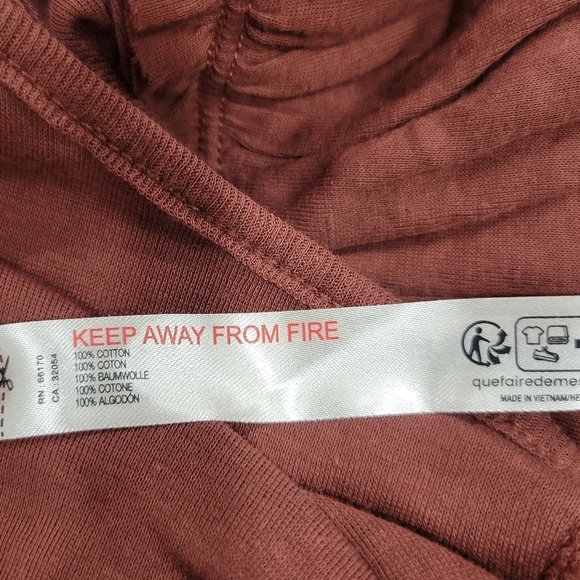 RN : 66170
CA : 32054
KEEP AWAY FROM FIRE
100% COTTON
100% COTON
100% BAUMWOLLE
100% COTONE
100% ALGODÓN
quefairedemes
MADE IN VIETNAM/HE